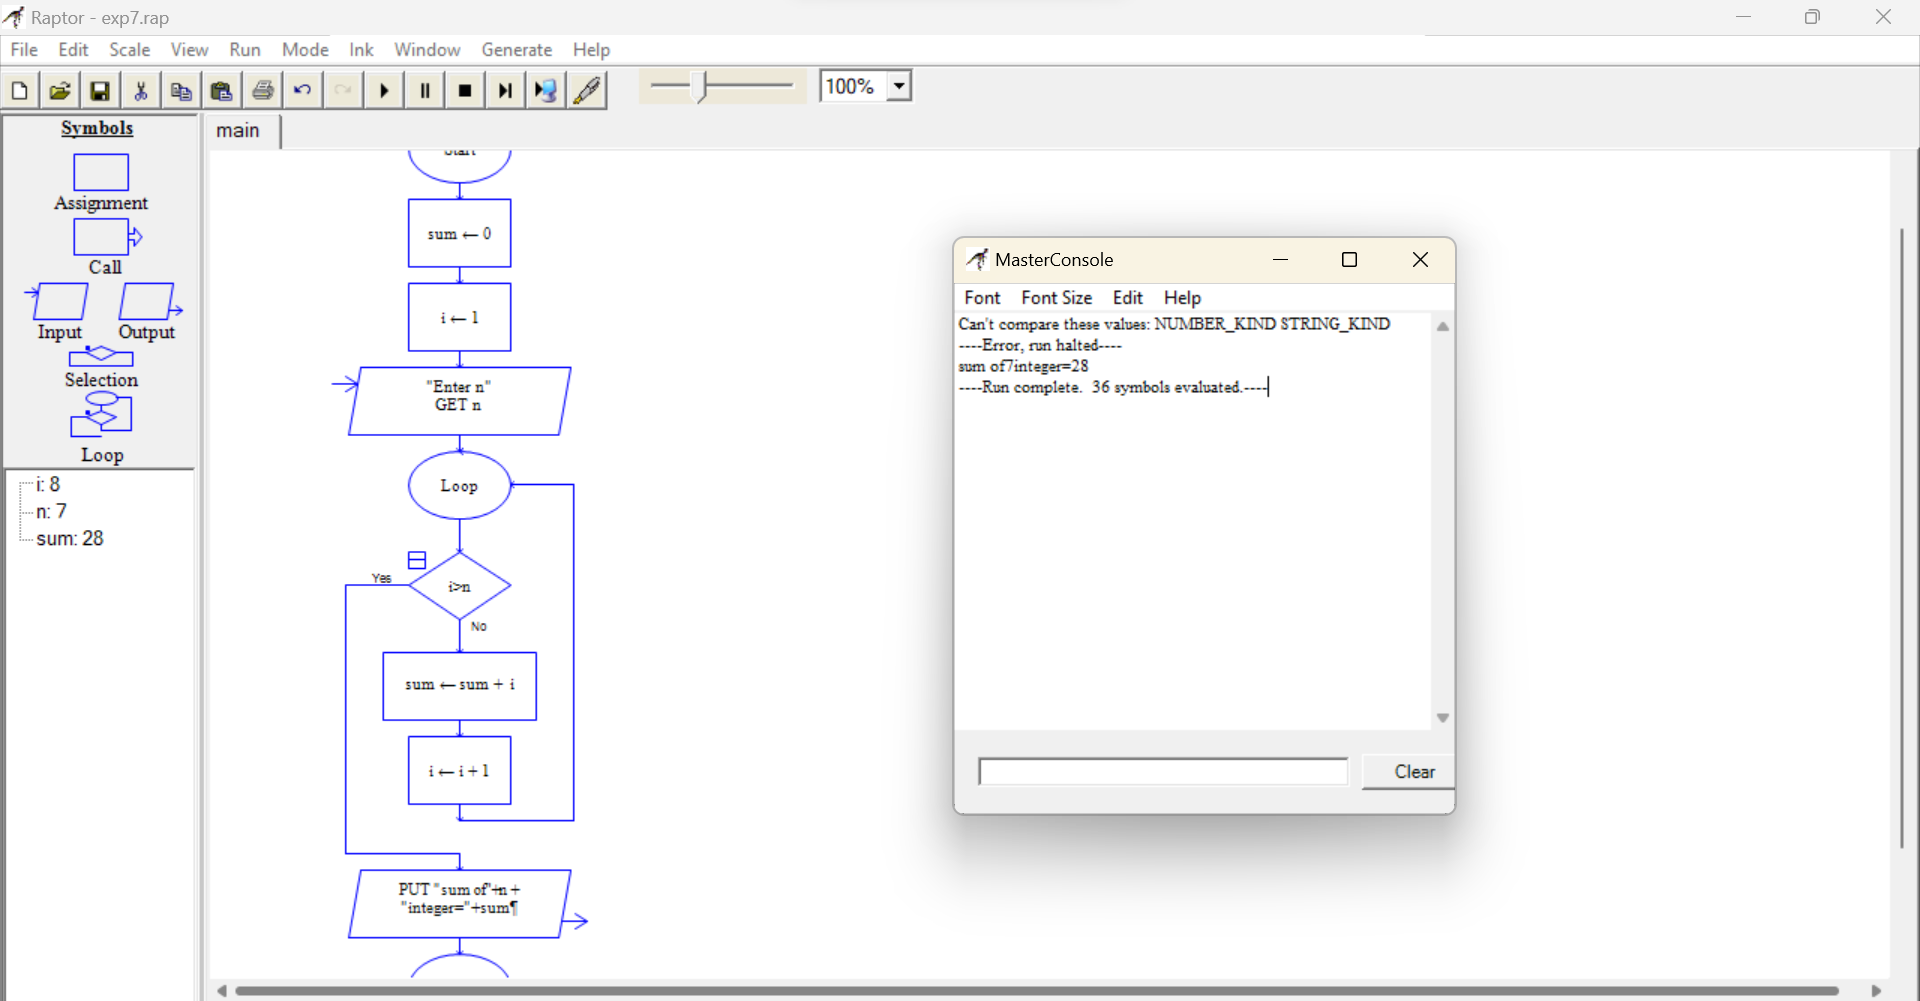 Raptor - exp7.rap
File Edit Scale View Run Mode Ink Window Generate Help
100%
Symbols
Assignment
Call
Input Output
Selection
Loop
i: 8
n: 7
sum: 28
main
Start
sum ← 0
i ← 1
"Enter n"
GET n
Loop
Yes
i>n
No
sum ← sum + i
i ← i + 1
PUT "sum of"+n +
"integer="+sum¶
MasterConsole
Font Font Size Edit Help
Can't compare these values: NUMBER_KIND STRING_KIND
----Error, run halted----
sum of7integer=28
----Run complete. 36 symbols evaluated.----
Clear